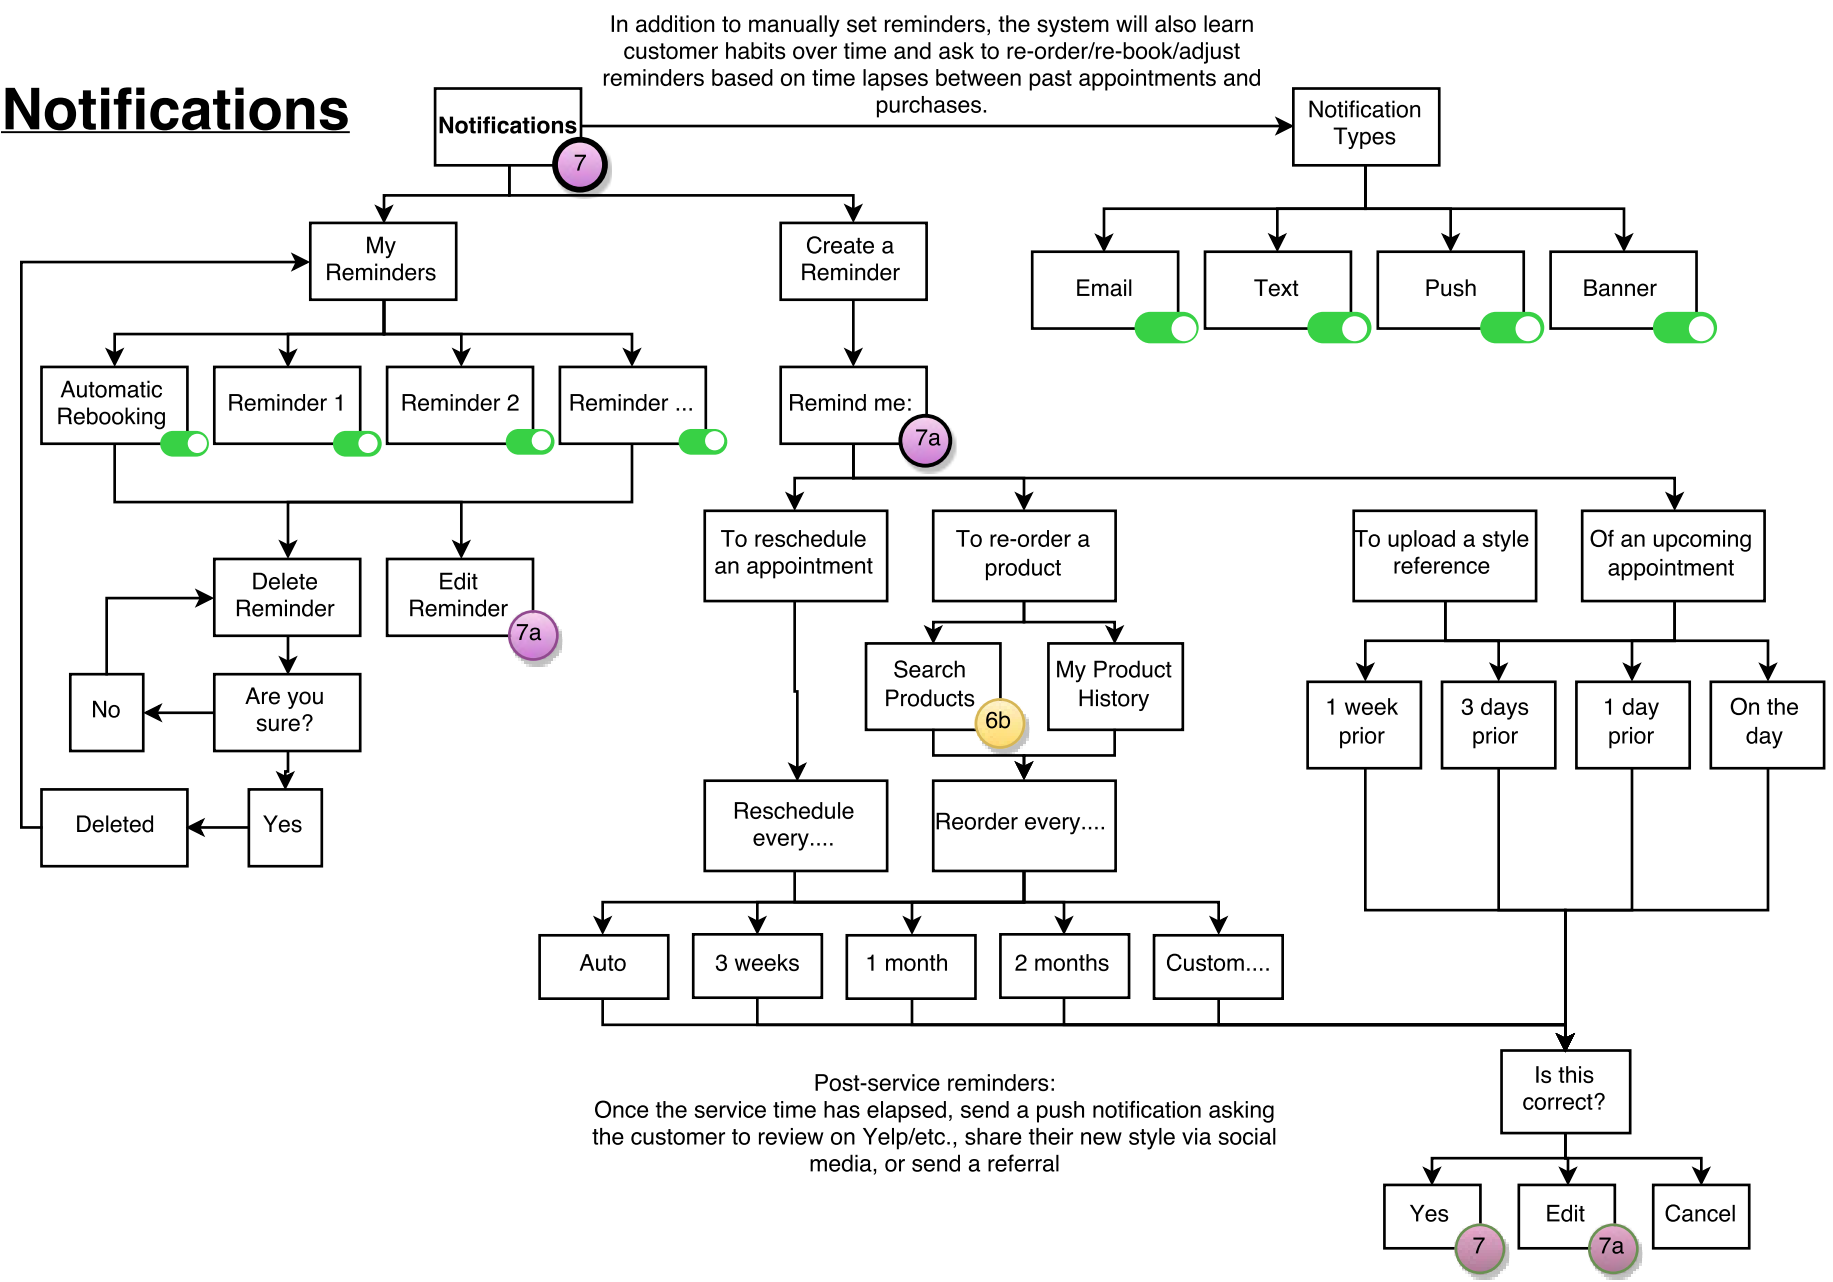 In addition to manually set reminders, the system will also learn
customer habits over time and ask to re-order/re-book/adjust
reminders based on time lapses between past appointments and
purchases.
Notifications
Notifications
7
Notification
Types
My
Reminders
Create a
Reminder
Email
Text
Push
Banner
Automatic
Rebooking
Reminder 1
Reminder 2
Reminder ...
Remind me:
7a
To reschedule
an appointment
To re-order a
product
To upload a style
reference
Of an upcoming
appointment
Delete
Reminder
Edit
Reminder
7a
Search
Products
6b
My Product
History
No
Are you
sure?
1 week
prior
3 days
prior
1 day
prior
On the
day
Deleted
Yes
Reschedule
every....
Reorder every....
Auto
3 weeks
1 month
2 months
Custom....
Is this
correct?
Post-service reminders:
Once the service time has elapsed, send a push notification asking
the customer to review on Yelp/etc., share their new style via social
media, or send a referral
Yes
7
Edit
7a
Cancel